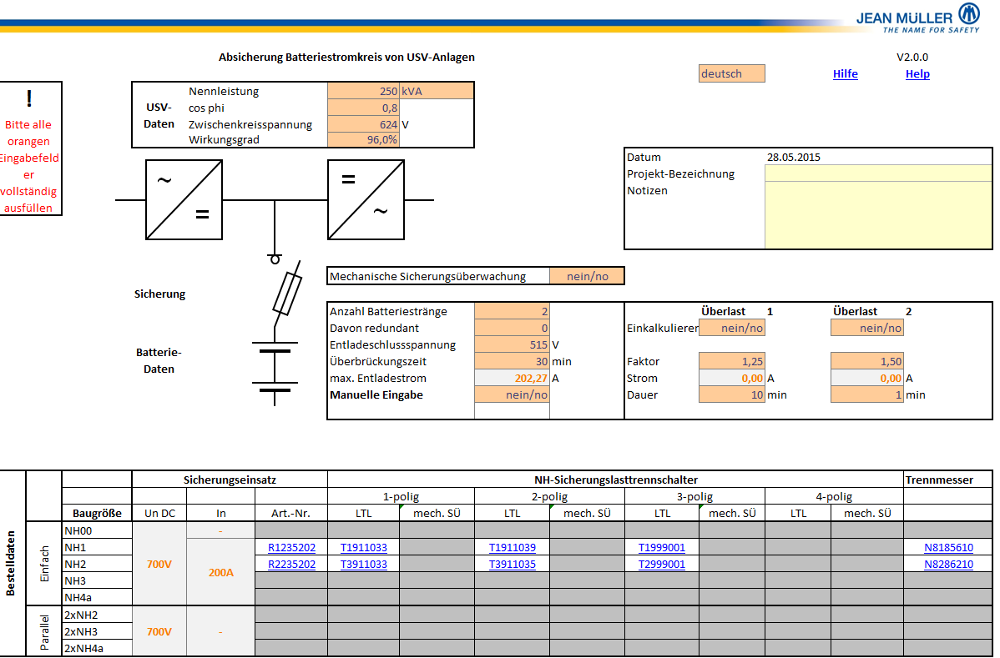 JEAN MÜLLER
THE NAME FOR SAFETY
Absicherung Batteriestromkreis von USV-Anlagen
V2.0.0
deutsch Hilfe Help
!
Bitte alle
orangen
Eingabefeld
er
vollständig
ausfüllen
USV-
Daten
Nennleistung 250 kVA
cos phi 0,8
Zwischenkreisspannung 624 V
Wirkungsgrad 96,0%
~
=
=
~
Datum 28.05.2015
Projekt-Bezeichnung
Notizen
Mechanische Sicherungsüberwachung nein/no
Sicherung
Batterie-
Daten
Anzahl Batteriestränge 2
Davon redundant 0
Entladeschlussspannung 515 V
Überbrückungszeit 30 min
max. Entladestrom 202,27 A
Manuelle Eingabe nein/no
Überlast 1 Überlast 2
Einkalkulierer nein/no nein/no
Faktor 1,25 1,50
Strom 0,00 A 0,00 A
Dauer 10 min 1 min
Sicherungseinsatz NH-Sicherungslasttrennschalter Trennmesser
1-polig 2-polig 3-polig 4-polig
Baugröße Un DC In Art.-Nr. LTL mech. SÜ LTL mech. SÜ LTL mech. SÜ LTL mech. SÜ
Bestelldaten
Einfach
NH00 -
NH1 R1235202 T1911033 T1911039 T1999001 N8185610
NH2 700V 200A R2235202 T3911033 T3911035 T2999001 N8286210
NH3
NH4a
Parallel
2xNH2
2xNH3 700V -
2xNH4a